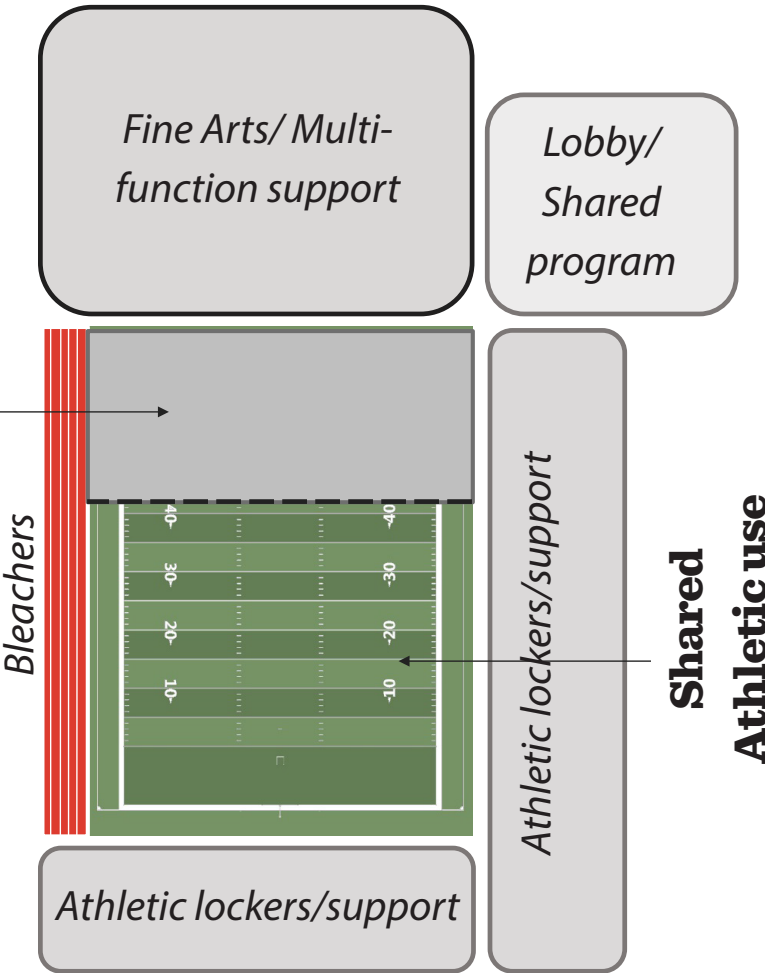 Fine Arts/ Multi-
function support
Lobby/
Shared
program
Bleachers
40
40
30
30
20
20
10
10
Athletic lockers/support
Shared
Athletic use
Athletic lockers/support